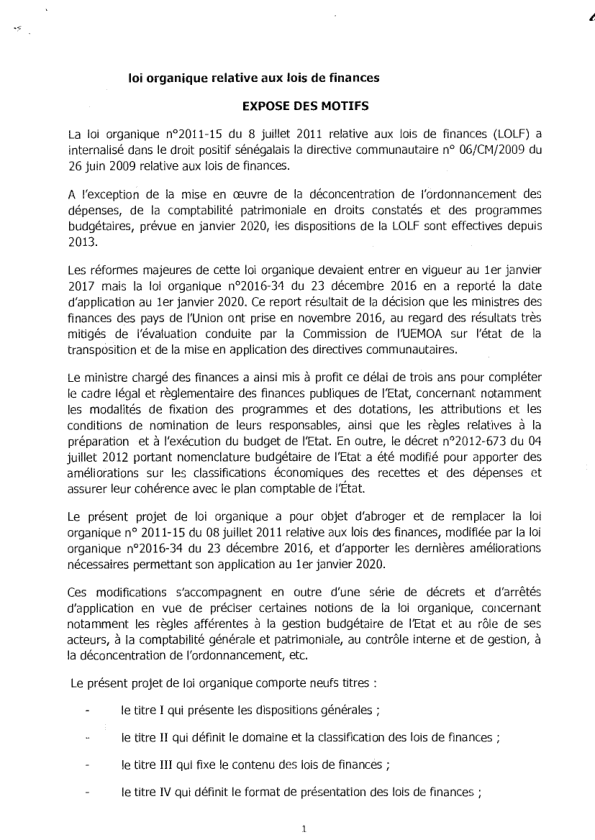 loi organique relative aux lois de finances
EXPOSE DES MOTIFS
La loi organique n°2011-15 du 8 juillet 2011 relative aux lois de finances (LOLF) a
internalisé dans le droit positif sénégalais la directive communautaire n° 06/CM/2009 du
26 juin 2009 relative aux lois de finances.
A l'exception de la mise en œuvre de la déconcentration de l'ordonnancement des
dépenses, de la comptabilité patrimoniale en droits constatés et des programmes
budgétaires, prévue en janvier 2020, les dispositions de la LOLF sont effectives depuis
2013.
Les réformes majeures de cette loi organique devaient entrer en vigueur au 1er janvier
2017 mais la loi organique n°2016-34 du 23 décembre 2016 en a reporté la date
d'application au 1er janvier 2020. Ce report résultait de la décision que les ministres des
finances des pays de l'Union ont prise en novembre 2016, au regard des résultats très
mitigés de l'évaluation conduite par la Commission de l'UEMOA sur l'état de la
transposition et de la mise en application des directives communautaires.
Le ministre chargé des finances a ainsi mis à profit ce délai de trois ans pour compléter
le cadre légal et règlementaire des finances publiques de l'Etat, concernant notamment
les modalités de fixation des programmes et des dotations, les attributions et les
conditions de nomination de leurs responsables, ainsi que les règles relatives à la
préparation et à l'exécution du budget de l'Etat. En outre, le décret n°2012-673 du 04
juillet 2012 portant nomenclature budgétaire de l'Etat a été modifié pour apporter des
améliorations sur les classifications économiques des recettes et des dépenses et
assurer leur cohérence avec le plan comptable de l'État.
Le présent projet de loi organique a pour objet d'abroger et de remplacer la loi
organique n° 2011-15 du 08 juillet 2011 relative aux lois des finances, modifiée par la loi
organique n°2016-34 du 23 décembre 2016, et d'apporter les dernières améliorations
nécessaires permettant son application au 1er janvier 2020.
Ces modifications s'accompagnent en outre d'une série de décrets et d'arrêtés
d'application en vue de préciser certaines notions de la loi organique, concernant
notamment les règles afférentes à la gestion budgétaire de l'Etat et au rôle de ses
acteurs, à la comptabilité générale et patrimoniale, au contrôle interne et de gestion, à
la déconcentration de l'ordonnancement, etc.
Le présent projet de loi organique comporte neufs titres :
- le titre I qui présente les dispositions générales ;
- le titre II qui définit le domaine et la classification des lois de finances ;
- le titre III qui fixe le contenu des lois de finances ;
- le titre IV qui définit le format de présentation des lois de finances ;
1